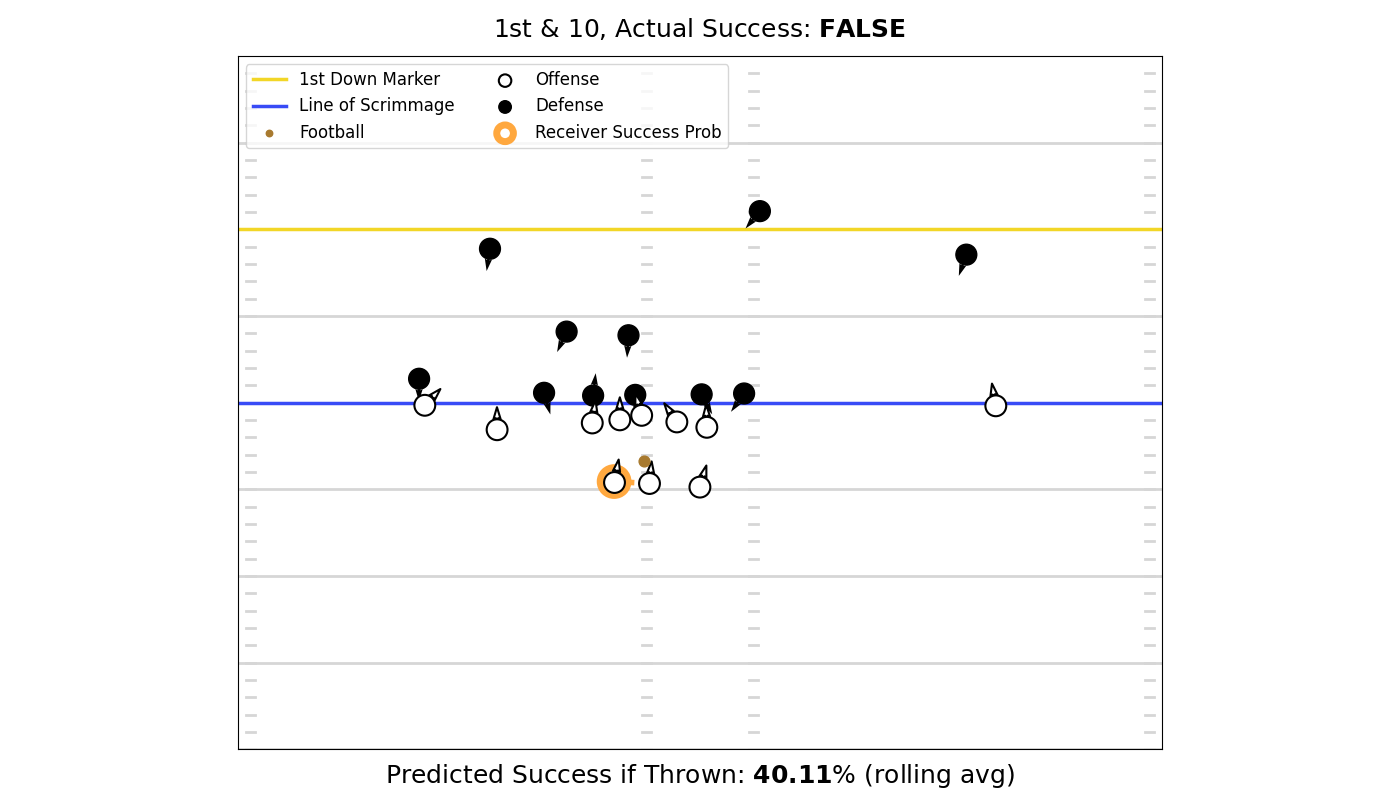 1st & 10, Actual Success: FALSE
1st Down Marker
Line of Scrimmage
Football
Offense
Defense
Receiver Success Prob
Predicted Success if Thrown: 40.11% (rolling avg)